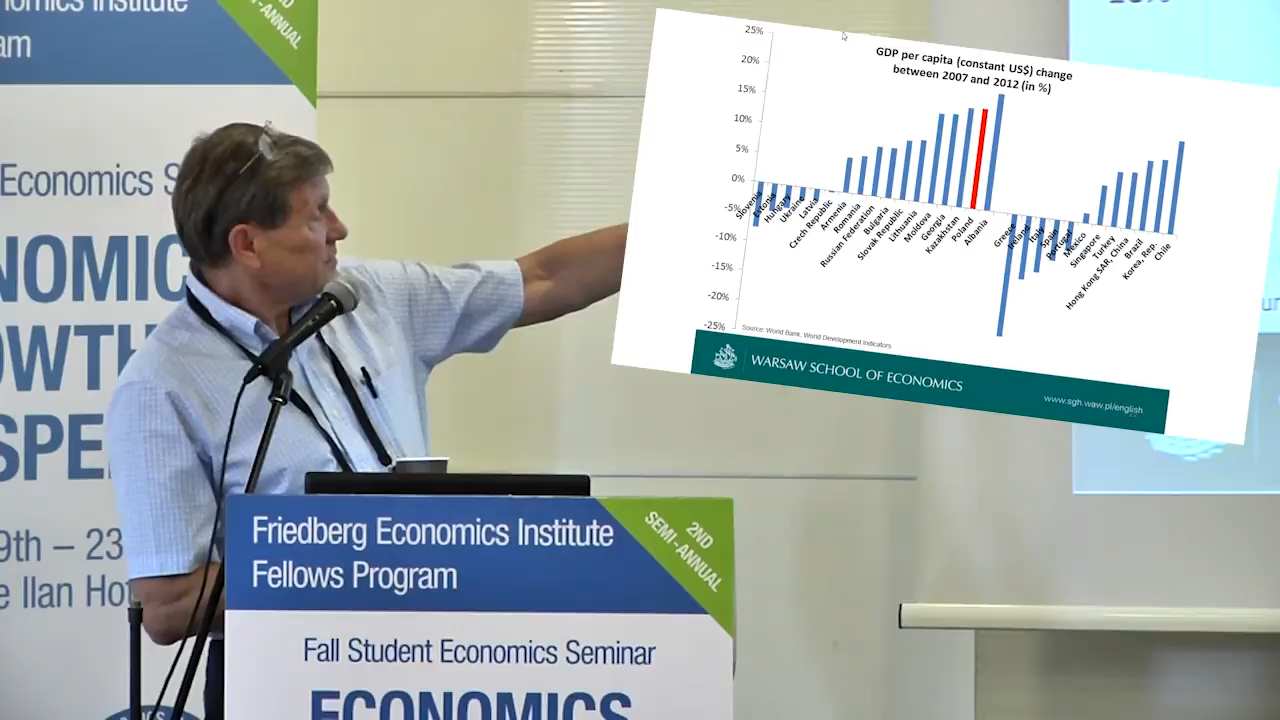 omics Institute
am
2ND
I-ANNUAL
Economics S
NOMIC
OWTH
SPE
9th – 23
e Ilan Hot
GDP per capita (constant US$) change
between 2007 and 2012 (in %)
25%
20%
15%
10%
5%
0%
-5%
-10%
-15%
-20%
-25%
Slovenia
Estonia
Hungary
Ukraine
Latvia
Czech Republic
Armenia
Romania
Russian Federation
Bulgaria
Slovak Republic
Lithuania
Moldova
Georgia
Kazakhstan
Poland
Albania
Greece
Ireland
Italy
Spain
Portugal
Mexico
Singapore
Turkey
Hong Kong SAR, China
Brazil
Korea, Rep.
Chile
Source: World Bank, World Development Indicators
WARSAW SCHOOL OF ECONOMICS
www.sgh.waw.pl/english
Friedberg Economics Institute
Fellows Program
2ND
SEMI-ANNUAL
Fall Student Economics Seminar
ECONOMICS